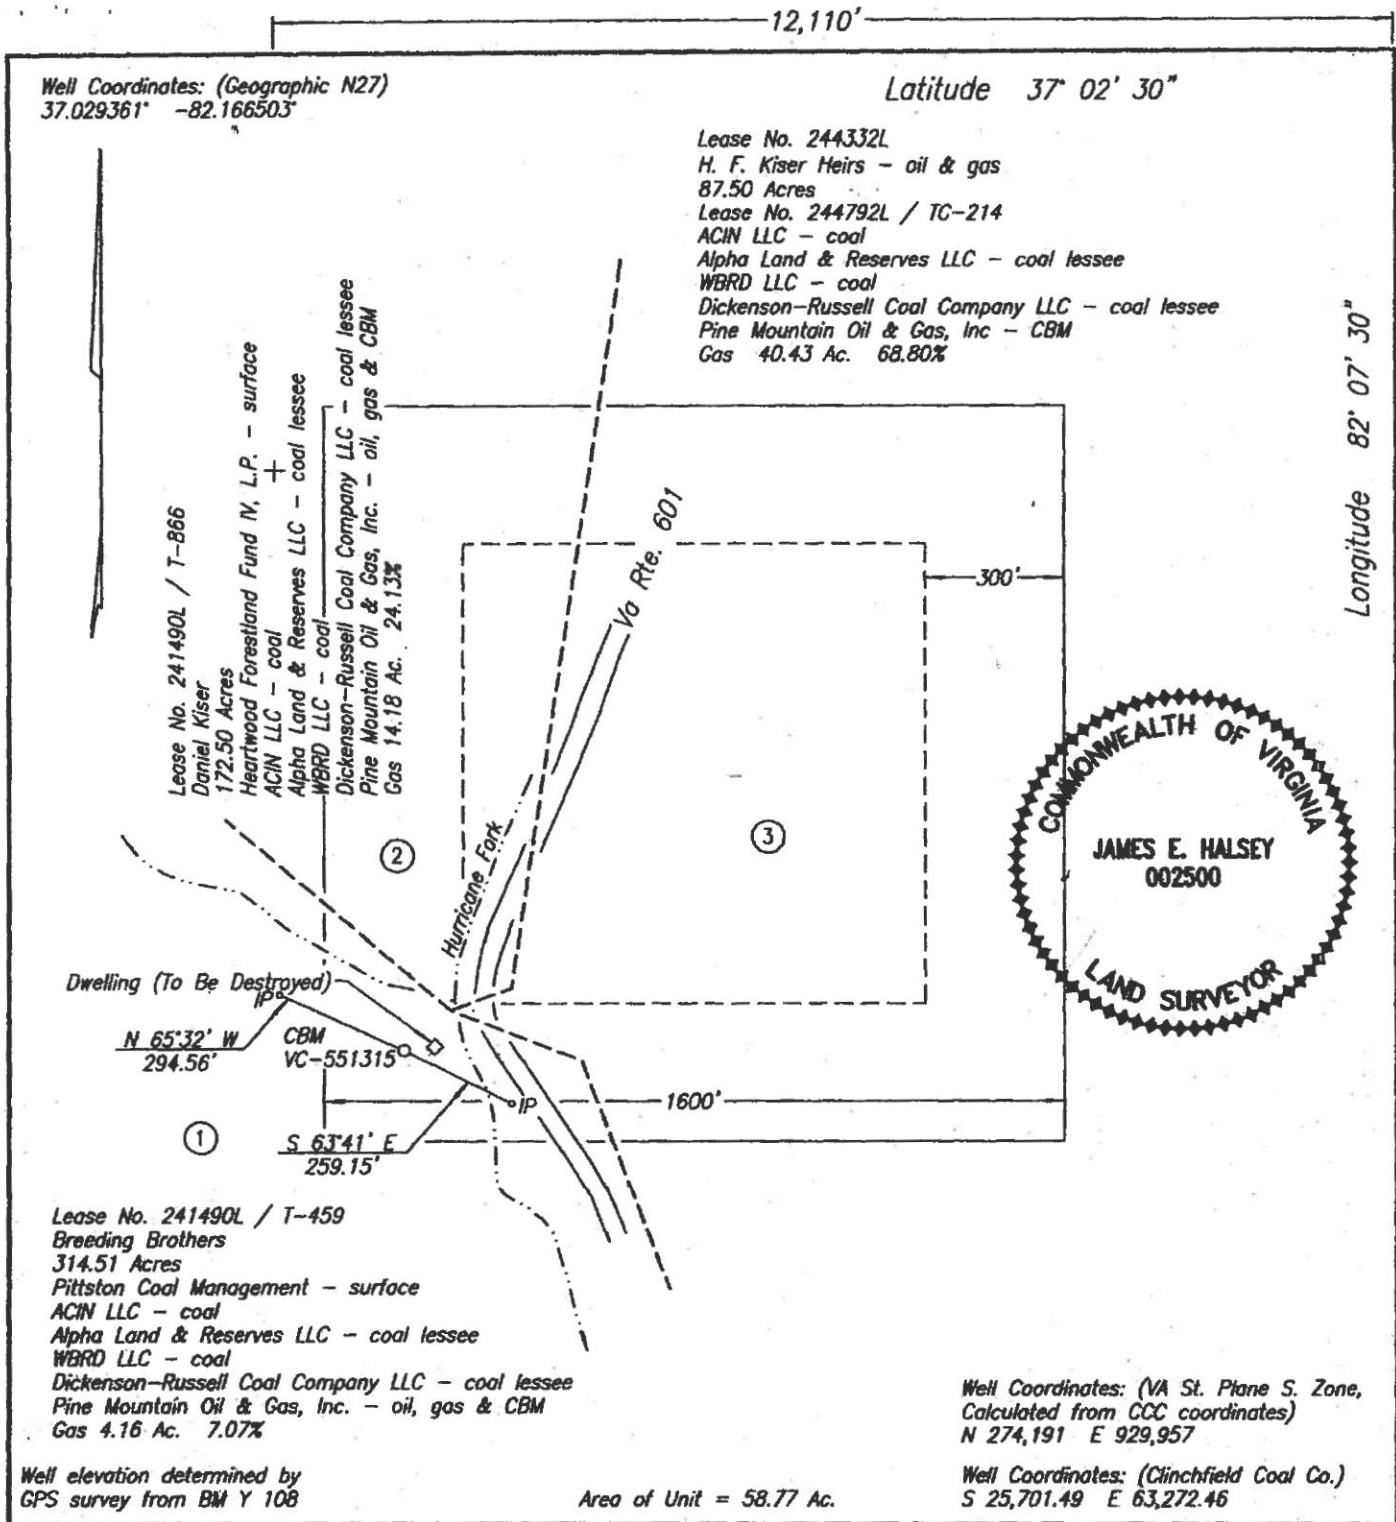 12,110'
Well Coordinates: (Geographic N27)
37.029361° -82.166503°
Latitude 37° 02' 30"
Lease No. 244332L
H. F. Kiser Heirs - oil & gas
87.50 Acres
Lease No. 244792L / TC-214
ACIN LLC - coal
Alpha Land & Reserves LLC - coal lessee
WBRD LLC - coal
Dickenson-Russell Coal Company LLC - coal lessee
Pine Mountain Oil & Gas, Inc - CBM
Gas 40.43 Ac. 68.80%
Longitude 82° 07' 30"
Lease No. 241490L / T-866
Daniel Kiser
172.50 Acres
Heartwood Forestland Fund IV, L.P. - surface
ACIN LLC - coal
Alpha Land & Reserves LLC - coal lessee
WBRD LLC - coal
Dickenson-Russell Coal Company LLC - coal lessee
Pine Mountain Oil & Gas, Inc. - oil, gas & CBM
Gas 14.18 Ac. 24.13%
Va Rte. 601
300'
COMMONWEALTH OF VIRGINIA
JAMES E. HALSEY
002500
LAND SURVEYOR
2
3
Hurricane Fork
Dwelling (To Be Destroyed)
IP
N 65°32' W
294.56'
CBM
VC-551315
IP
1600'
1
S 63°41' E
259.15'
Lease No. 241490L / T-459
Breeding Brothers
314.51 Acres
Pittston Coal Management - surface
ACIN LLC - coal
Alpha Land & Reserves LLC - coal lessee
WBRD LLC - coal
Dickenson-Russell Coal Company LLC - coal lessee
Pine Mountain Oil & Gas, Inc. - oil, gas & CBM
Gas 4.16 Ac. 7.07%
Well Coordinates: (VA St. Plane S. Zone,
Calculated from CCC coordinates)
N 274,191 E 929,957
Well elevation determined by
GPS survey from BM Y 108
Area of Unit = 58.77 Ac.
Well Coordinates: (Clinchfield Coal Co.)
S 25,701.49 E 63,272.46